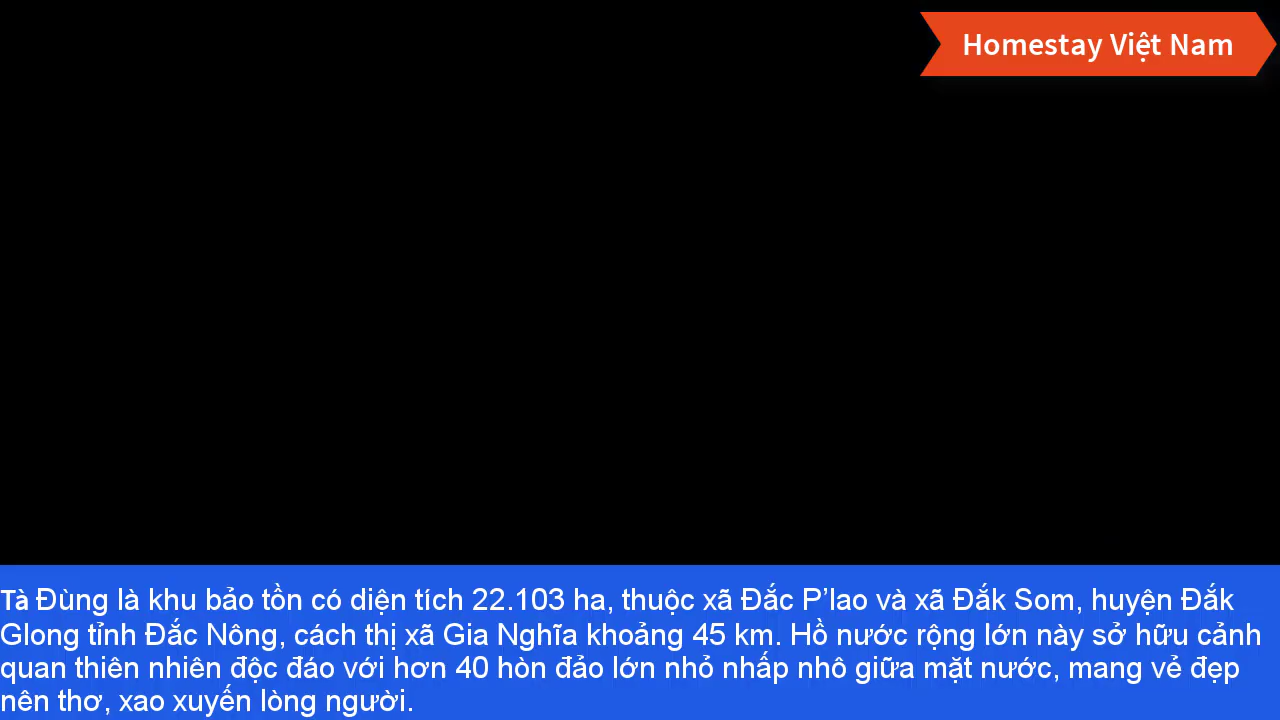 Homestay Việt Nam
Tà Đùng là khu bảo tồn có diện tích 22.103 ha, thuộc xã Đắc P’lao và xã Đắk Som, huyện Đắk
Glong tỉnh Đắc Nông, cách thị xã Gia Nghĩa khoảng 45 km. Hồ nước rộng lớn này sở hữu cảnh
quan thiên nhiên độc đáo với hơn 40 hòn đảo lớn nhỏ nhấp nhô giữa mặt nước, mang vẻ đẹp
nên thơ, xao xuyến lòng người.